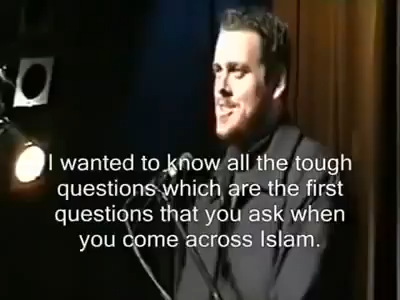 I wanted to know all the tough
questions which are the first
questions that you ask when
you come across Islam.